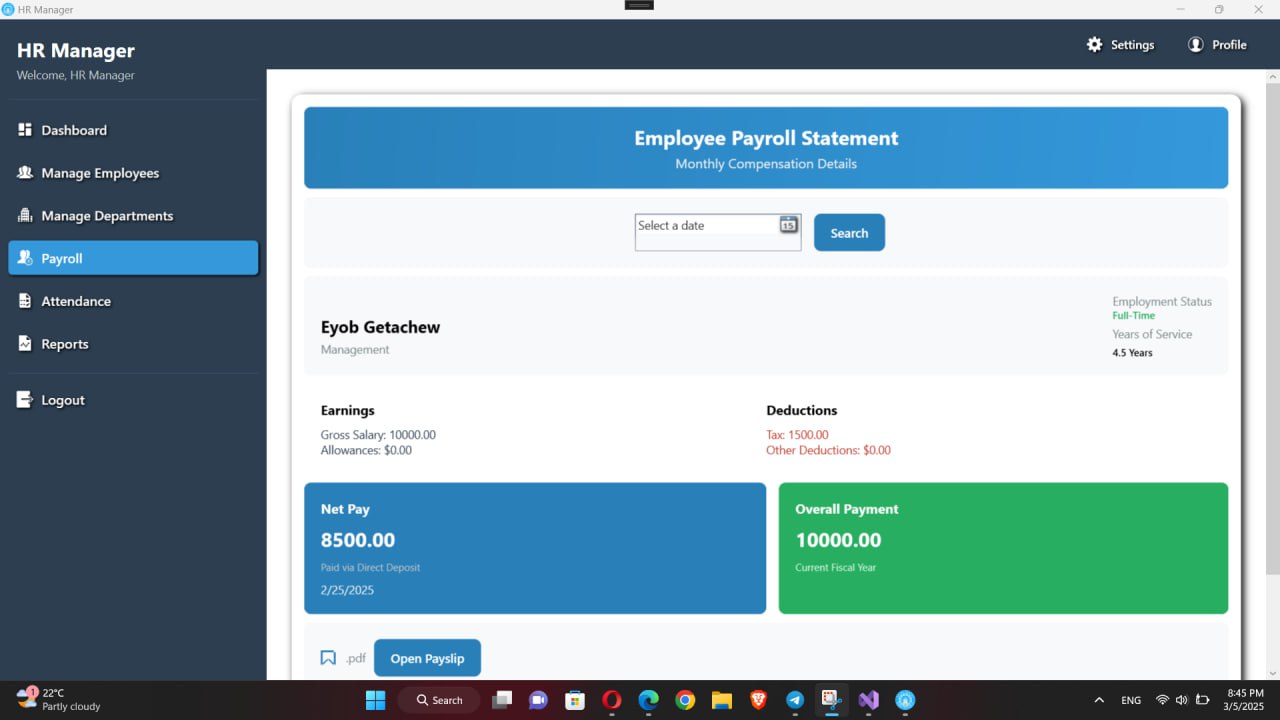 HR Manager
HR Manager
Welcome, HR Manager
Settings
Profile
Dashboard
Manage Employees
Manage Departments
Payroll
Attendance
Reports
Logout
Employee Payroll Statement
Monthly Compensation Details
Select a date
15
Search
Eyob Getachew
Management
Employment Status
Full-Time
Years of Service
4.5 Years
Earnings
Gross Salary: 10000.00
Allowances: $0.00
Deductions
Tax: 1500.00
Other Deductions: $0.00
Net Pay
8500.00
Paid via Direct Deposit
2/25/2025
Overall Payment
10000.00
Current Fiscal Year
.pdf
Open Payslip
1
22°C
Partly cloudy
Search
ENG
8:45 PM
3/5/2025